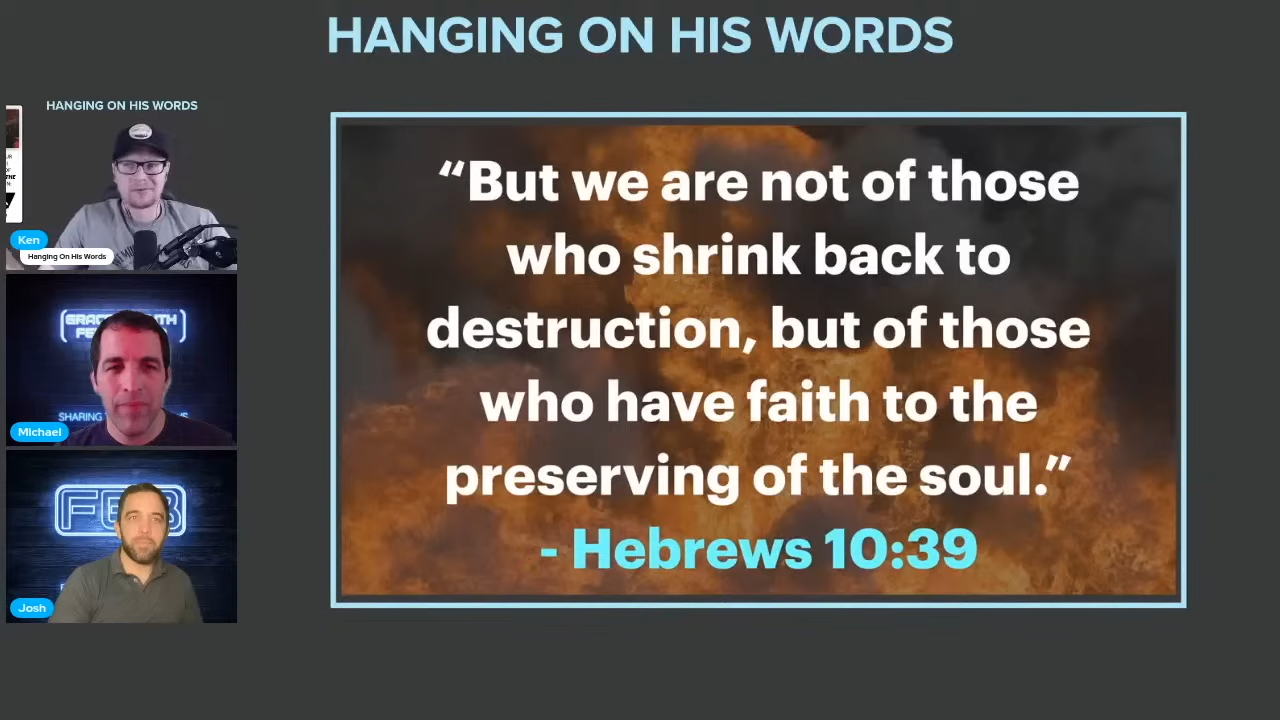 HANGING ON HIS WORDS
HANGING ON HIS WORDS
Ken
Hanging On His Words
SHARING
Michael
Josh
“But we are not of those
who shrink back to
destruction, but of those
who have faith to the
preserving of the soul.”
- Hebrews 10:39